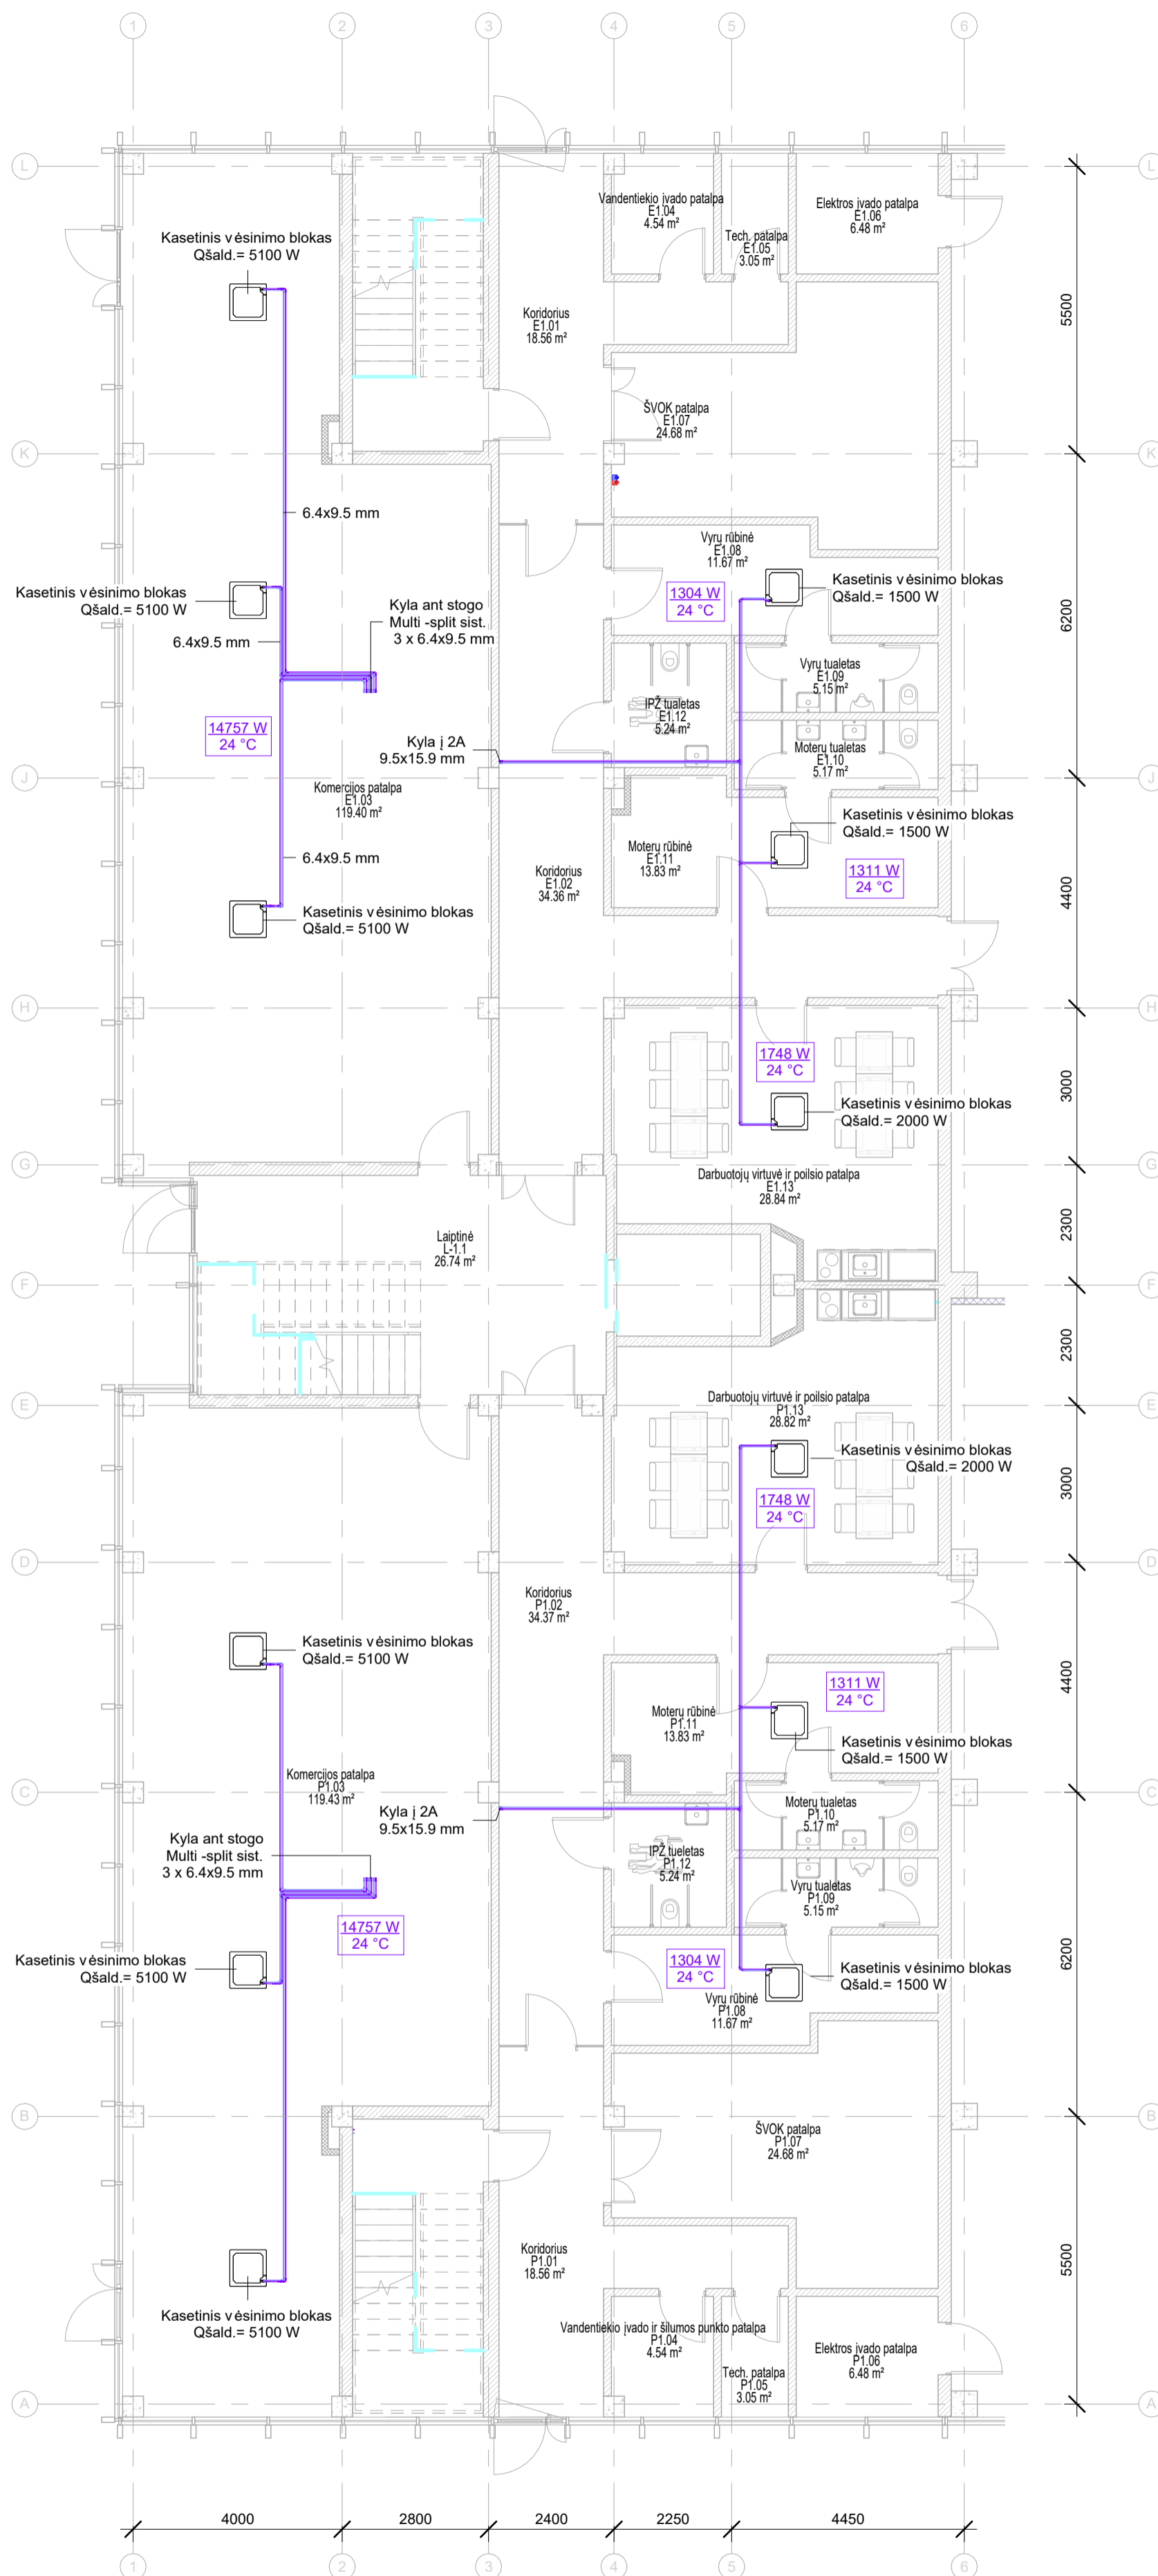 1 2 3 4 5 6
L L
Vandentiekio įvado patalpa
E1.04
4.54 m²
Elektros įvado patalpa
E1.06
6.48 m²
Tech. patalpa
E1.05
3.05 m²
Kasetinis vėsinimo blokas
Qšald.= 5100 W
Koridorius
E1.01
18.56 m²
5500
ŠVOK patalpa
E1.07
24.68 m²
K K
6.4x9.5 mm
Vyrų rūbinė
E1.08
11.67 m²
Kasetinis vėsinimo blokas
Qšald.= 5100 W
1304 W
24 °C
Kasetinis vėsinimo blokas
Qšald.= 1500 W
Kyla ant stogo
Multi -split sist.
3 x 6.4x9.5 mm
6200
6.4x9.5 mm
Vyrų tualetas
E1.09
5.15 m²
IPŽ tualetas
E1.12
5.24 m²
14757 W
24 °C
Kyla į 2A
9.5x15.9 mm
Moterų tualetas
E1.10
5.17 m²
J J
Komercijos patalpa
E1.03
119.40 m²
Kasetinis vėsinimo blokas
Qšald.= 1500 W
Moterų rūbinė
E1.11
13.83 m²
6.4x9.5 mm
1311 W
24 °C
Koridorius
E1.02
34.36 m²
4400
Kasetinis vėsinimo blokas
Qšald.= 5100 W
H H
1748 W
24 °C
3000
Kasetinis vėsinimo blokas
Qšald.= 2000 W
G G
Darbuotojų virtuvė ir poilsio patalpa
E1.13
28.84 m²
Laiptinė
L-1.1
26.74 m²
2300
F F
2300
Darbuotojų virtuvė ir poilsio patalpa
P1.13
28.82 m²
E E
Kasetinis vėsinimo blokas
Qšald.= 2000 W
3000
1748 W
24 °C
D D
Koridorius
P1.02
34.37 m²
Kasetinis vėsinimo blokas
Qšald.= 5100 W
1311 W
24 °C
4400
Moterų rūbinė
P1.11
13.83 m²
Kasetinis vėsinimo blokas
Qšald.= 1500 W
Komercijos patalpa
P1.03
119.43 m²
C C
Kyla į 2A
9.5x15.9 mm
Moterų tualetas
P1.10
5.17 m²
Kyla ant stogo
Multi -split sist.
3 x 6.4x9.5 mm
IPŽ tueletas
P1.12
5.24 m²
Vyrų tualetas
P1.09
5.15 m²
14757 W
24 °C
6200
Kasetinis vėsinimo blokas
Qšald.= 5100 W
1304 W
24 °C
Kasetinis vėsinimo blokas
Qšald.= 1500 W
Vyrų rūbinė
P1.08
11.67 m²
B B
ŠVOK patalpa
P1.07
24.68 m²
Koridorius
P1.01
18.56 m²
5500
Kasetinis vėsinimo blokas
Qšald.= 5100 W
Vandentiekio įvado ir šilumos punkto patalpa
P1.04
4.54 m²
Elektros įvado patalpa
P1.06
6.48 m²
Tech. patalpa
P1.05
3.05 m²
A A
4000 2800 2400 2250 4450
1 2 3 4 5 6